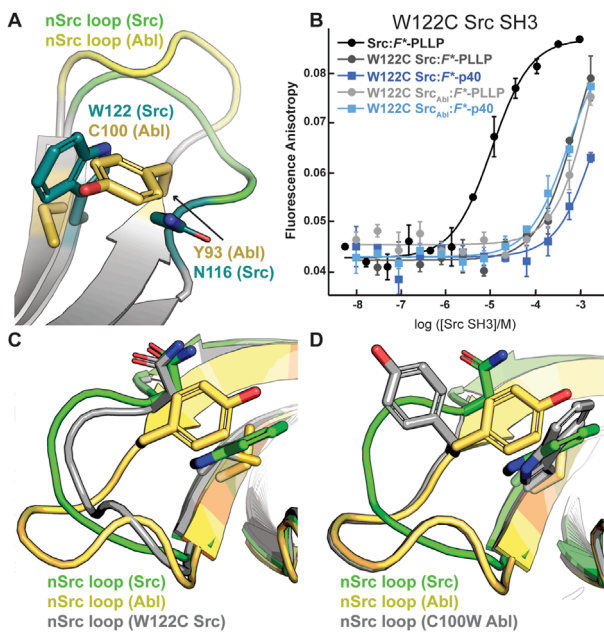 A
nSrc loop (Src)
nSrc loop (Abl)
W122 (Src)
C100 (Abl)
Y93 (Abl)
N116 (Src)
B
W122C Src SH3
Src:F*-PLLP
W122C Src:F*-PLLP
W122C Src:F*-p40
W122C SrcAbl:F*-PLLP
W122C SrcAbl:F*-p40
Fluorescence Anisotropy
0.08
0.07
0.06
0.05
0.04
-8 -7 -6 -5 -4 -3
log ([Src SH3]/M)
C
nSrc loop (Src)
nSrc loop (Abl)
nSrc loop (W122C Src)
D
nSrc loop (Src)
nSrc loop (Abl)
nSrc loop (C100W Abl)